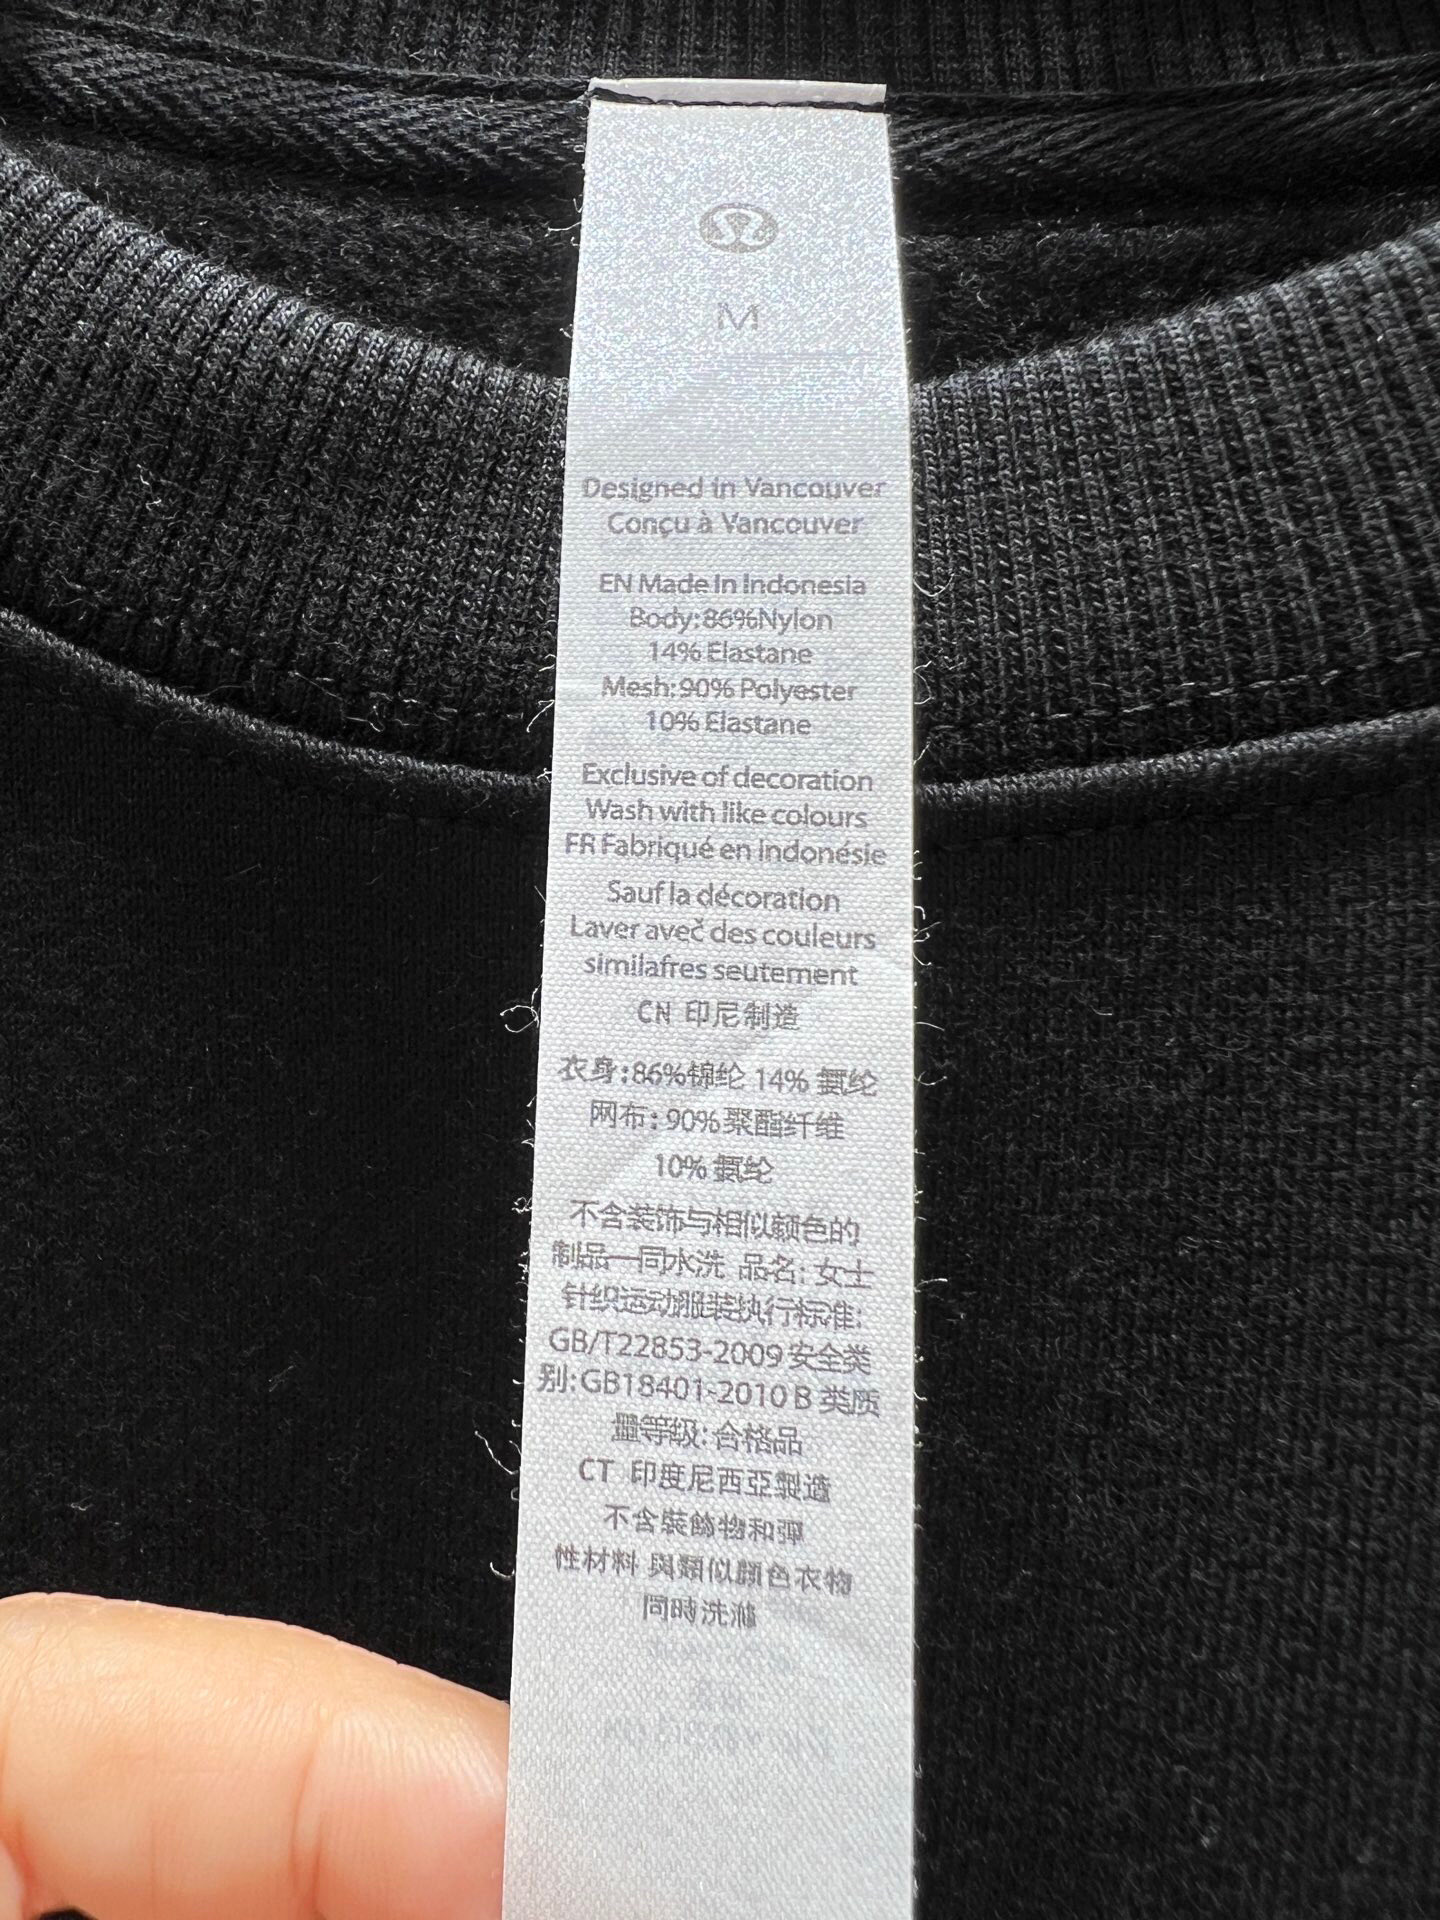 M
Designed in Vancouver
Conçu à Vancouver
EN Made In Indonesia
Body:86%Nylon
14% Elastane
Mesh:90% Polyester
10% Elastane
Exclusive of decoration
Wash with like colours
FR Fabriqué en Indonésie
Sauf la décoration
Laver aveč des couleurs
similafres seutement
CN 印尼制造
衣身:86%锦纶 14% 氨纶
网布: 90%聚酯纤维
10% 氨纶
不含装饰与相似颜色的
制品一同水洗 品名: 女士
针织运动服装执行标准:
GB/T22853-2009安全类
别:GB18401-2010 B 类质
量等级:合格品
CT 印度尼西亞製造
不含裝飾物和彈
性材料 與類似顏色衣物
同時洗滌